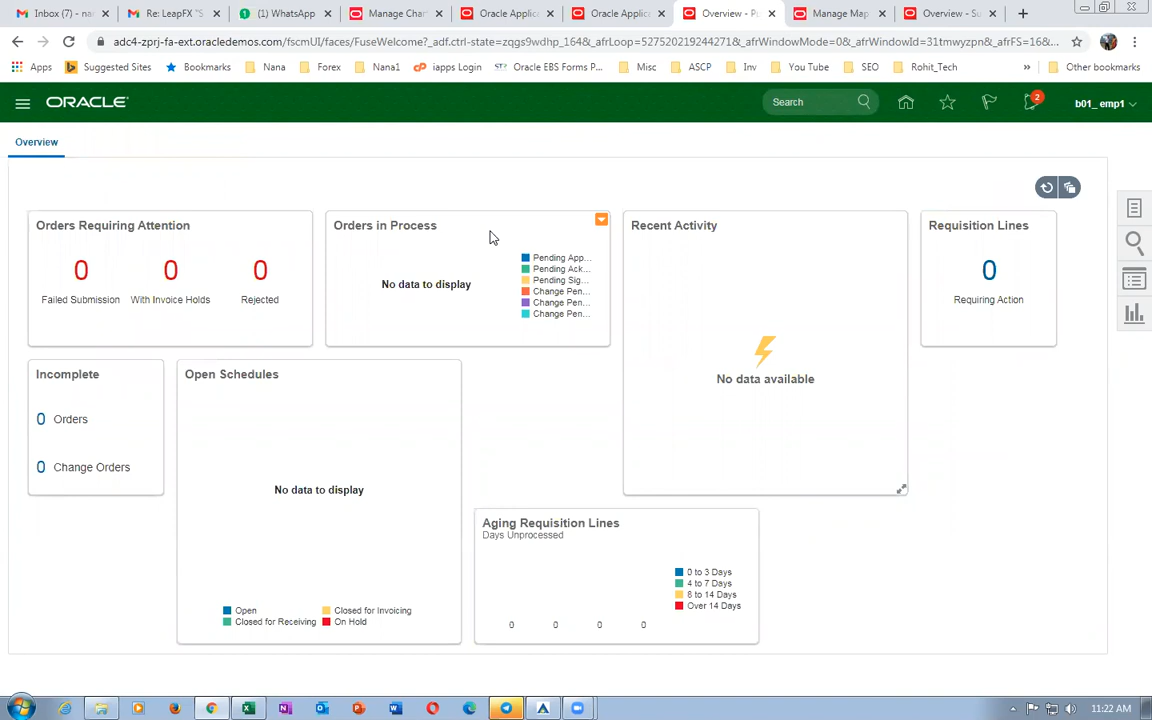 Inbox (7) - na
Re: LeapFX "S
(1) WhatsApp
Manage Char
Oracle Applic
Oracle Applic
Overview - P
Manage Map
Overview - Su
adc4-zprj-fa-ext.oracledemos.com/fscmUI/faces/FuseWelcome?_adf.ctrl-state=zqgs9wdhp_164&_afrLoop=527520219244271&_afrWindowMode=0&_afrWindowId=31tmwyzpn&_afrFS=16&...
Apps
Suggested Sites
Bookmarks
Nana
Forex
Nana1
iapps Login
Oracle EBS Forms P...
Misc
ASCP
Inv
You Tube
SEO
Rohit_Tech
»
Other bookmarks
ORACLE
Search
2
b01_ emp1
Overview
Orders Requiring Attention
0 0 0
Failed Submission With Invoice Holds Rejected
Orders in Process
No data to display
Pending App...
Pending Ack...
Pending Sig...
Change Pen...
Change Pen...
Change Pen...
Recent Activity
No data available
Requisition Lines
0
Requiring Action
Incomplete
0 Orders
0 Change Orders
Open Schedules
No data to display
Open
Closed for Invoicing
Closed for Receiving
On Hold
Aging Requisition Lines
Days Unprocessed
0 to 3 Days
4 to 7 Days
8 to 14 Days
Over 14 Days
0 0 0 0
11:22 AM